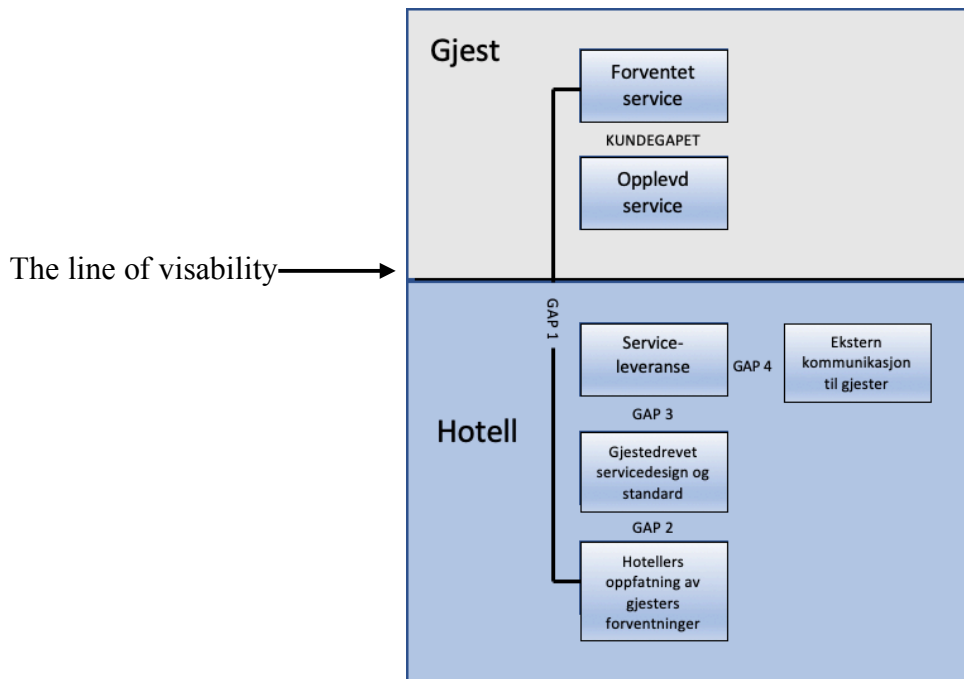 Gjest
Forventet
service
KUNDEGAPET
Opplevd
service
The line of visability
GAP 1
Service-
leveranse
GAP 4
Ekstern
kommunikasjon
til gjester
GAP 3
Hotell
Gjestedrevet
servicedesign og
standard
GAP 2
Hotellers
oppfatning av
gjesters
forventninger